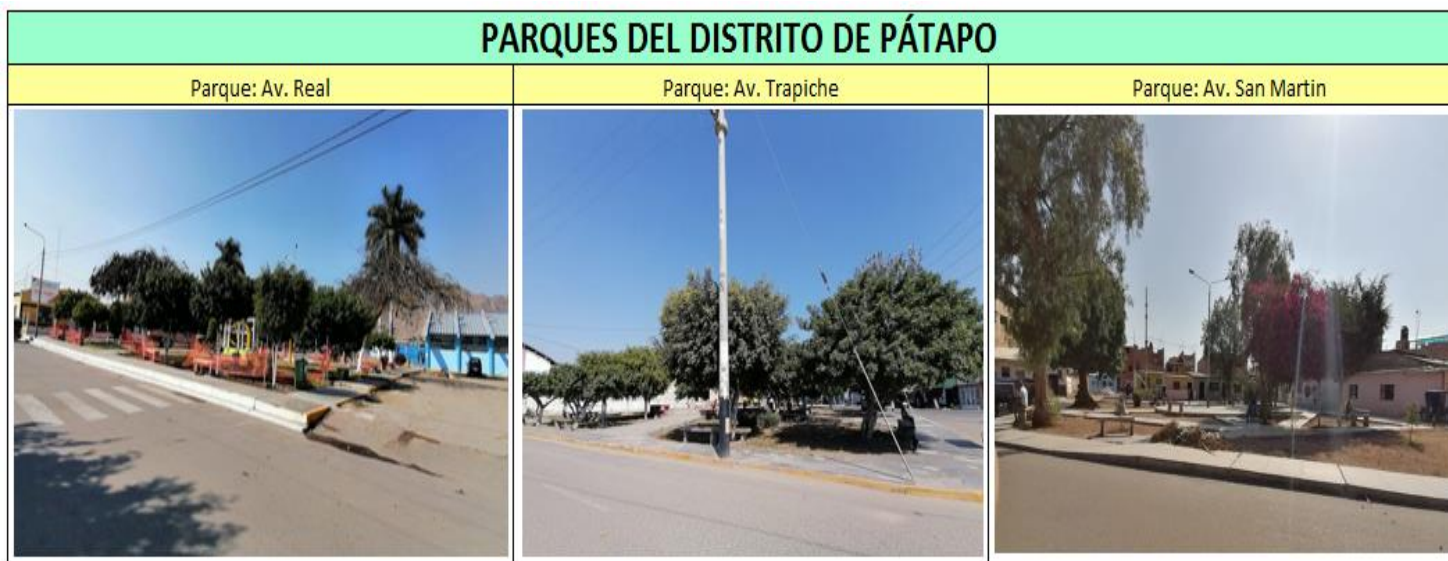 PARQUES DEL DISTRITO DE PÁTAPO
Parque: Av. Real
Parque: Av. Trapiche
Parque: Av. San Martin